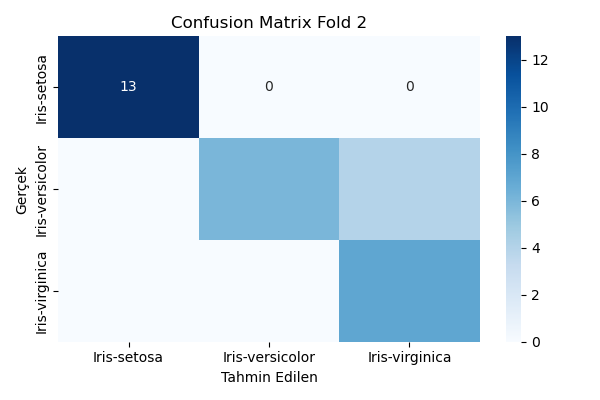 Confusion Matrix Fold 2
Iris-setosa
13 0 0
Gerçek
Iris-versicolor
Iris-virginica
Iris-setosa Iris-versicolor Iris-virginica
Tahmin Edilen
12
10
8
6
4
2
0